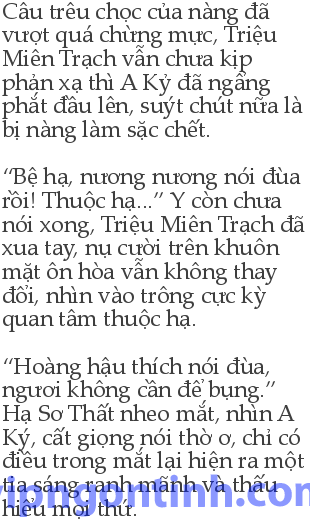 Câu trêu chọc của nàng đã
vượt quá chừng mực, Triệu
Miên Trạch vẫn chưa kịp
phản xạ thì A Kỷ đã ngẩng
phắt đầu lên, suýt chút nữa là
bị nàng làm sặc chết.
“Bệ hạ, nương nương nói đùa
rồi! Thuộc hạ...” Y còn chưa
nói xong, Triệu Miên Trạch đã
xua tay, nụ cười trên khuôn
mặt ôn hòa vẫn không thay
đổi, nhìn vào trông cực kỳ
quan tâm thuộc hạ.
“Hoàng hậu thích nói đùa,
ngươi không cần để bụng.”
Hạ Sơ Thất nheo mắt, nhìn A
Ký, cất giọng nói thờ ơ, chỉ có
điều trong mắt lại hiện ra một
tia sáng ranh mãnh và thấu
hiểu mọi thứ.
vipngontinh.com